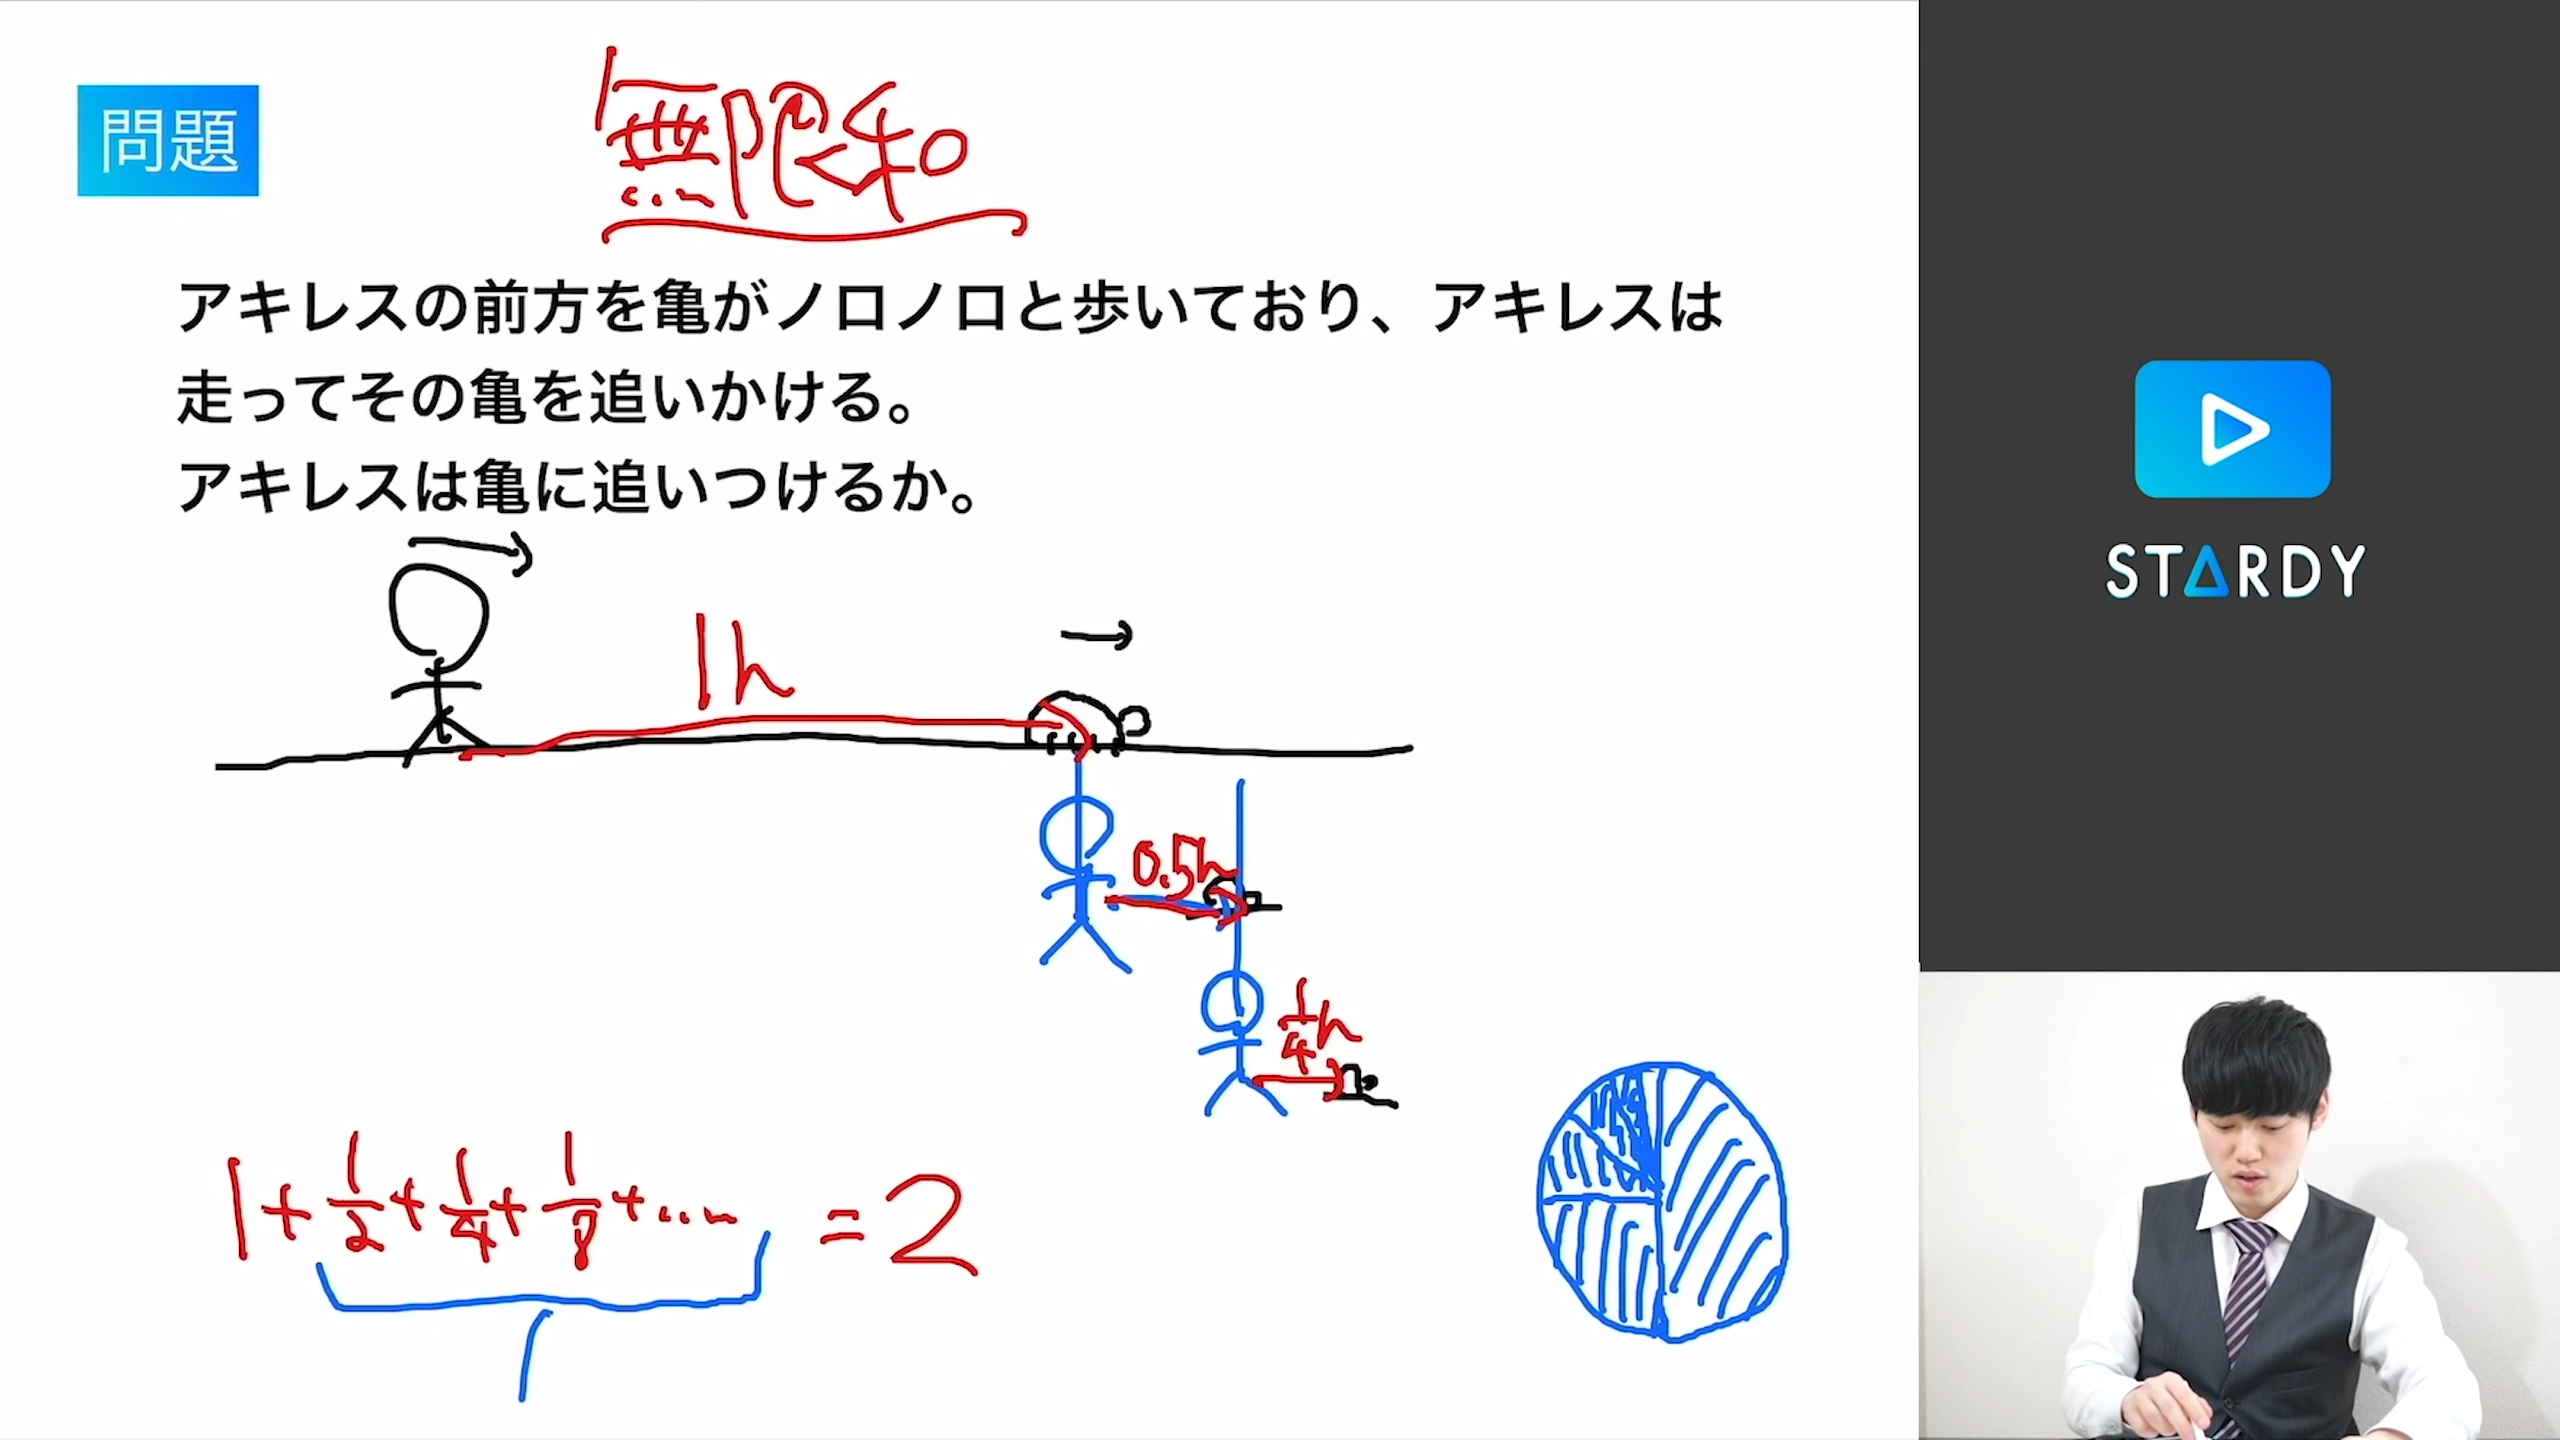 無限和
問題
アキレスの前方を亀がノロノロと歩いており、アキレスは
走ってその亀を追いかける。
アキレスは亀に追いつけるか。
1h
0.5h
1/4 h
1+1/2+1/4+1/8+… =2
1
STARDY